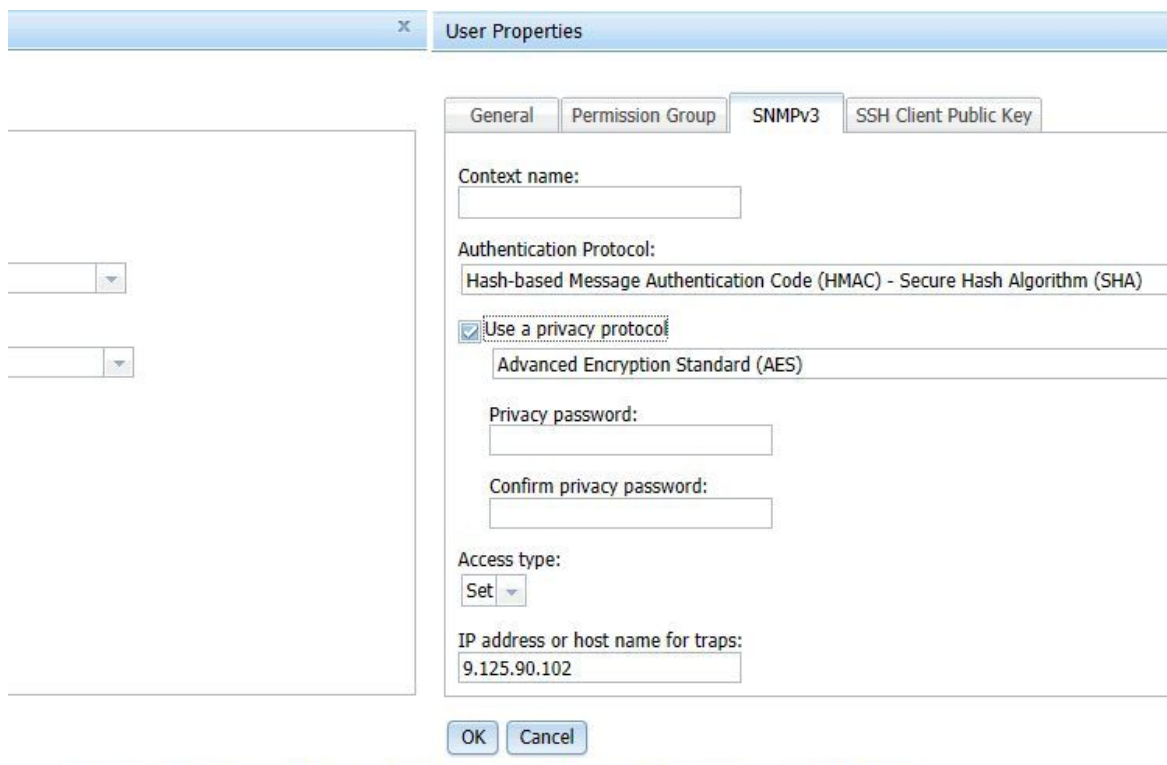 x
User Properties
General
Permission Group
SNMPv3
SSH Client Public Key
Context name:
Authentication Protocol:
Hash-based Message Authentication Code (HMAC) - Secure Hash Algorithm (SHA)
Use a privacy protocol
Advanced Encryption Standard (AES)
Privacy password:
Confirm privacy password:
Access type:
Set
IP address or host name for traps:
9.125.90.102
OK
Cancel